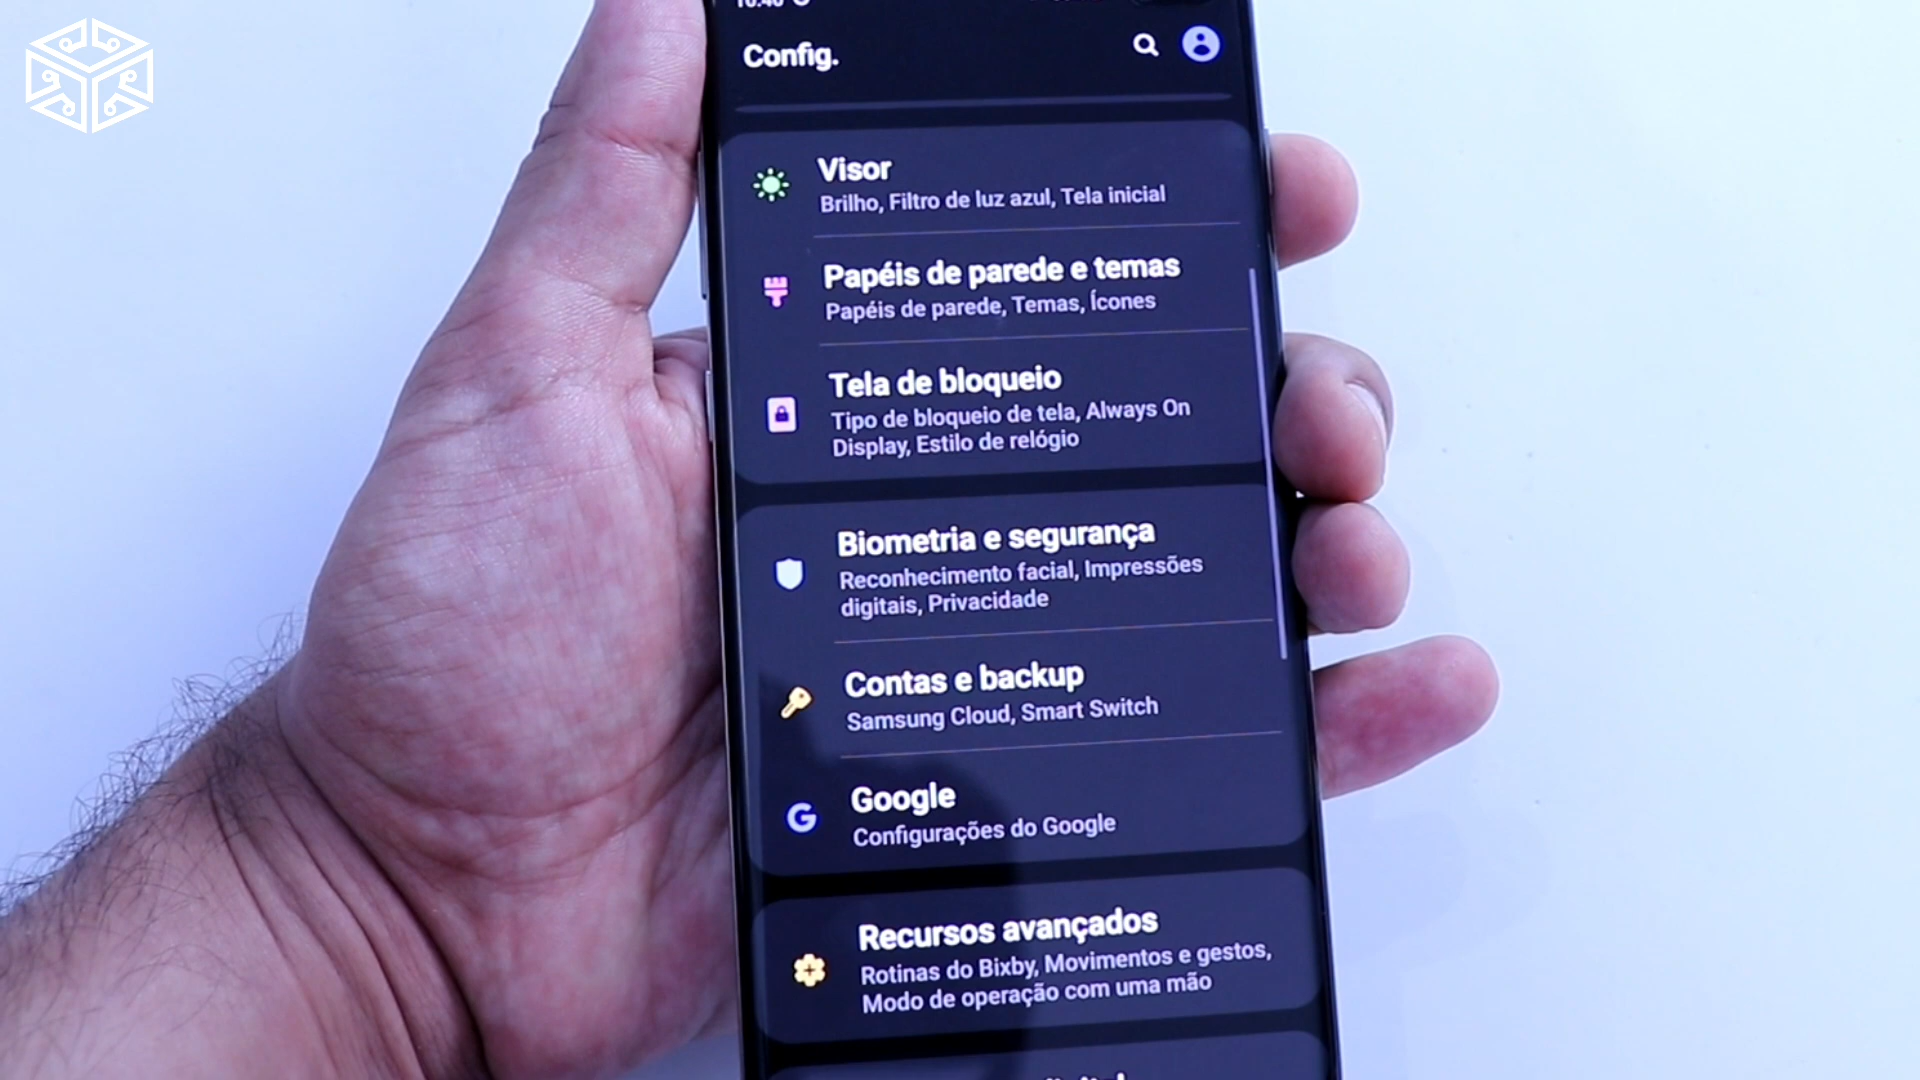 Config.
Visor
Brilho, Filtro de luz azul, Tela inicial
Papéis de parede e temas
Papéis de parede, Temas, Ícones
Tela de bloqueio
Tipo de bloqueio de tela, Always On
Display, Estilo de relógio
Biometria e segurança
Reconhecimento facial, Impressões
digitais, Privacidade
Contas e backup
Samsung Cloud, Smart Switch
Google
Configurações do Google
Recursos avançados
Rotinas do Bixby, Movimentos e gestos,
Modo de operação com uma mão